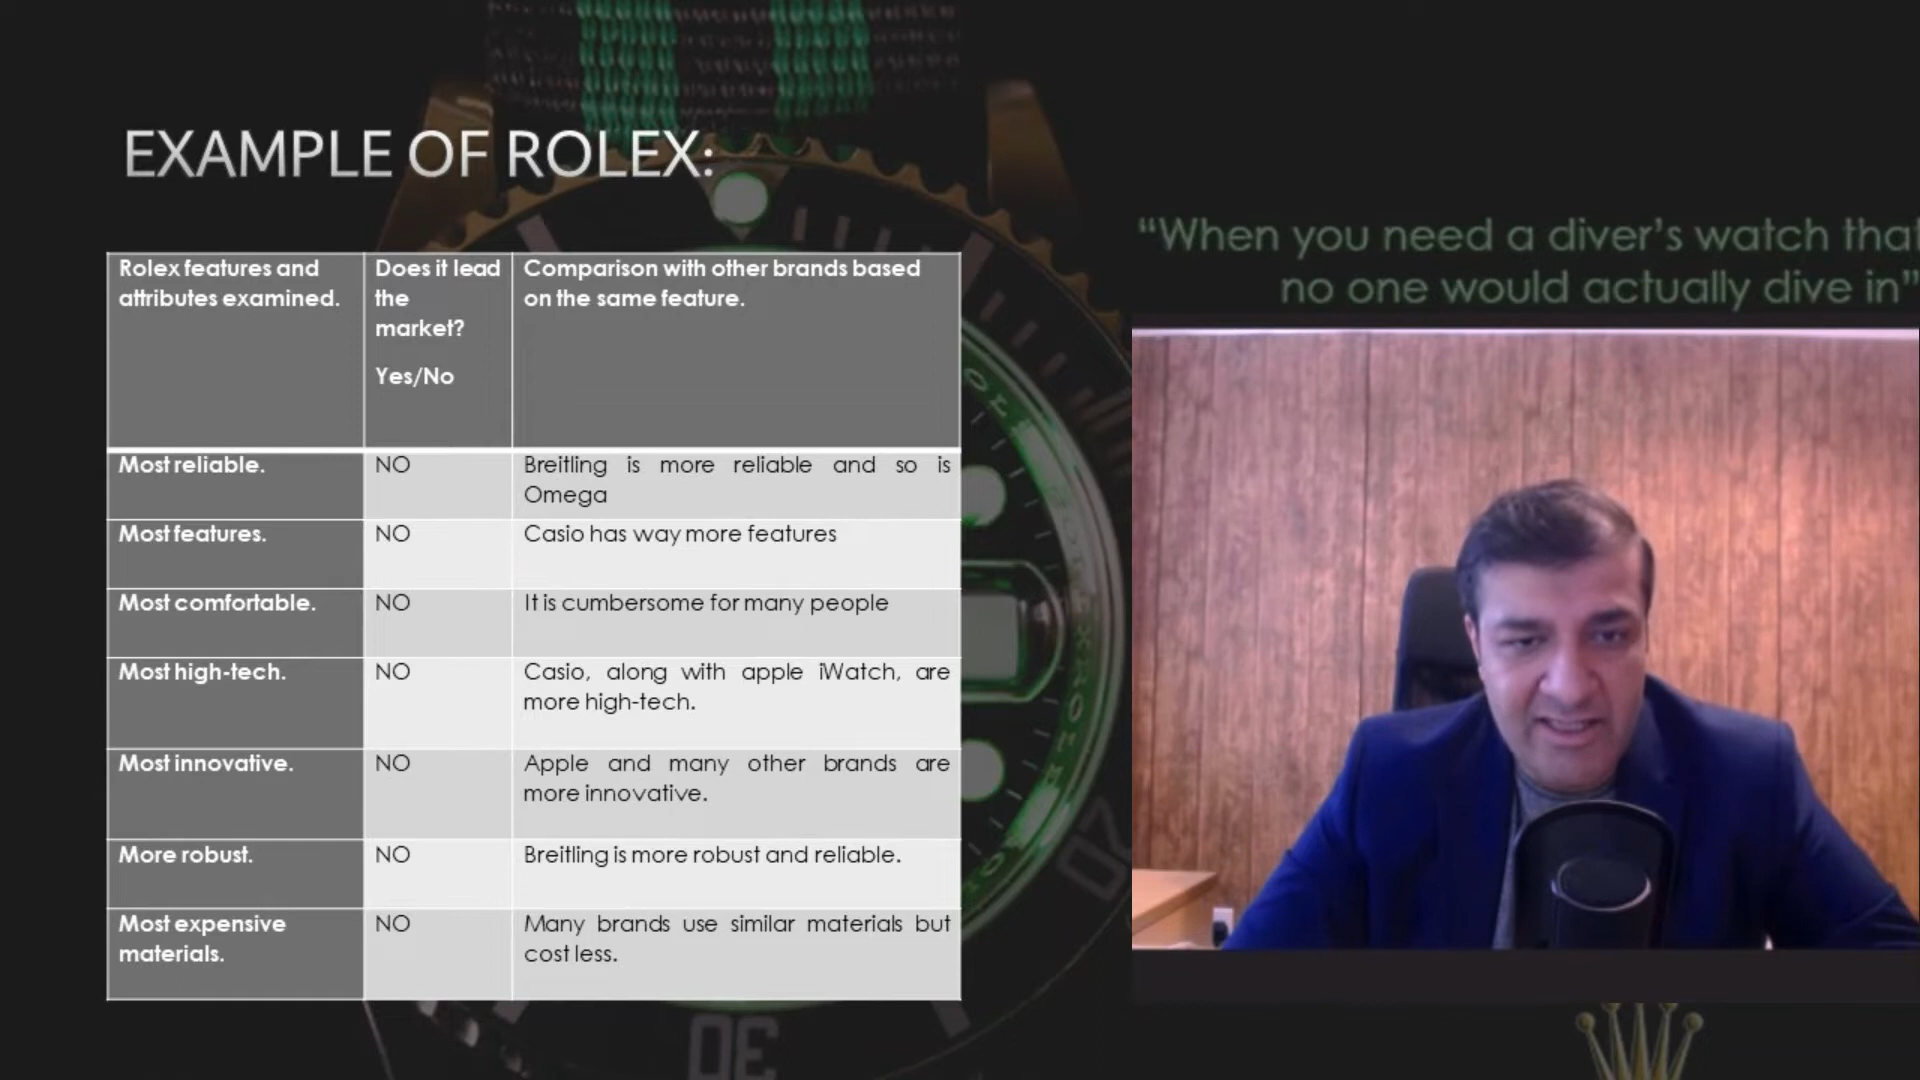 EXAMPLE OF ROLEX:
“When you need a diver’s watch that
no one would actually dive in”
Rolex features and
attributes examined.
Does it lead
the
market?
Yes/No
Comparison with other brands based
on the same feature.
Most reliable.
NO
Breitling is more reliable and so is
Omega
Most features.
NO
Casio has way more features
Most comfortable.
NO
It is cumbersome for many people
Most high-tech.
NO
Casio, along with apple iWatch, are
more high-tech.
Most innovative.
NO
Apple and many other brands are
more innovative.
More robust.
NO
Breitling is more robust and reliable.
Most expensive
materials.
NO
Many brands use similar materials but
cost less.
30